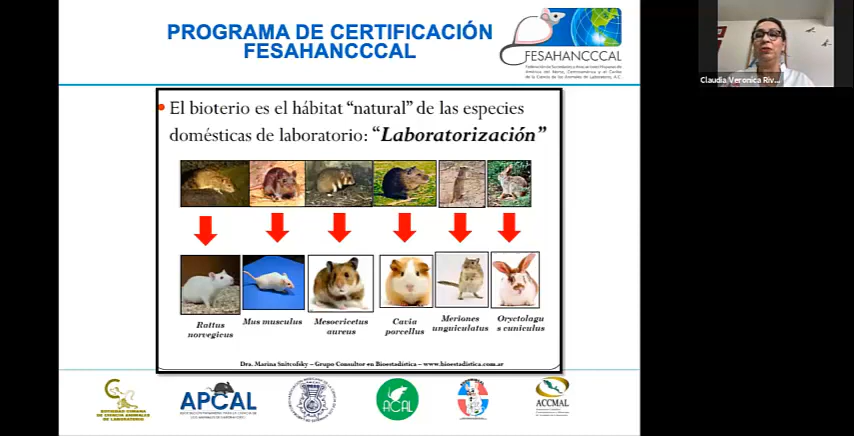 PROGRAMA DE CERTIFICACIÓN
FESAHANCCCAL
FESAHANCCCAL
Claudia Veronica Riv...
• El bioterio es el hábitat “natural” de las especies
domésticas de laboratorio: “Laboratorización”
Rattus
norvegicus
Mus musculus
Mesocricetus
aureus
Cavia
porcellus
Meriones
unguiculatus
Oryctolagu
s cuniculus
Dra. Marina Snitcofsky – Grupo Consultor en Bioestadística – www.bioestadistica.com.ar
APCAL
ACAL
ACCMAL